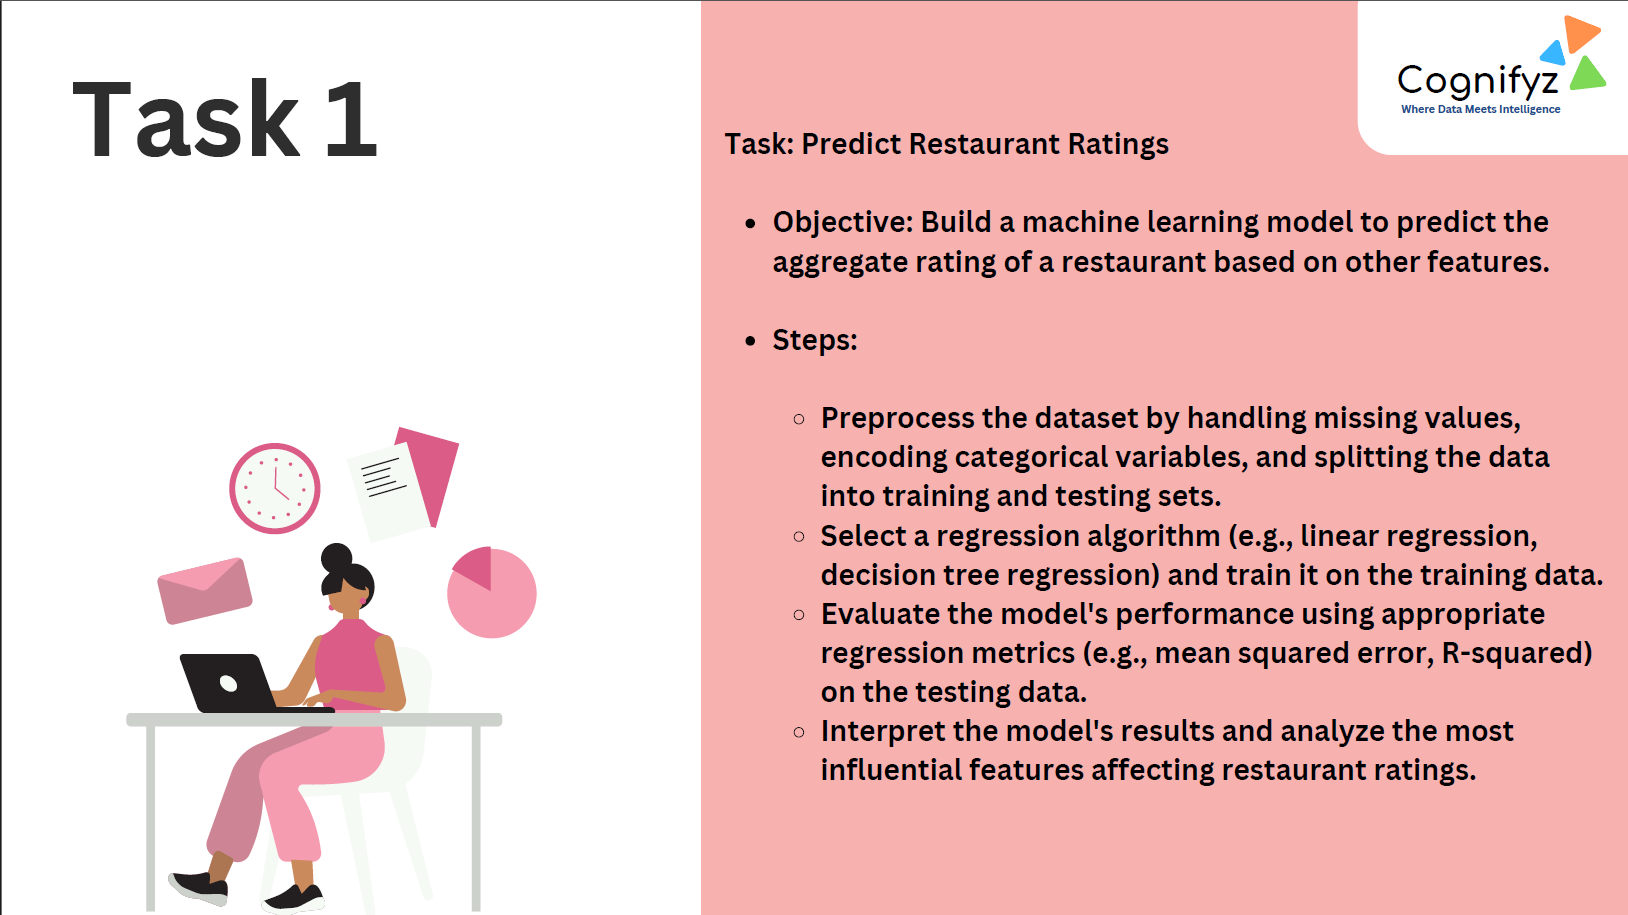 Task 1
Cognifyz
Where Data Meets Intelligence
Task: Predict Restaurant Ratings
Objective: Build a machine learning model to predict the
aggregate rating of a restaurant based on other features.
Steps:
Preprocess the dataset by handling missing values,
encoding categorical variables, and splitting the data
into training and testing sets.
Select a regression algorithm (e.g., linear regression,
decision tree regression) and train it on the training data.
Evaluate the model's performance using appropriate
regression metrics (e.g., mean squared error, R-squared)
on the testing data.
Interpret the model's results and analyze the most
influential features affecting restaurant ratings.